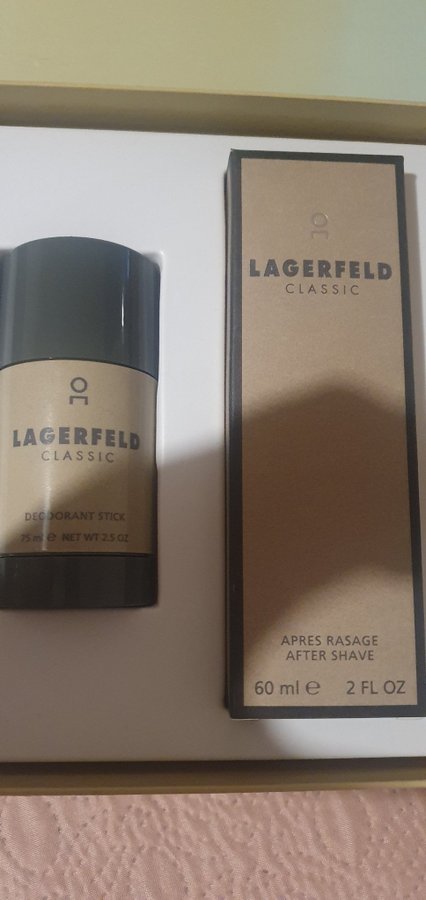 LAGERFELD
CLASSIC
DEODORANT STICK
75 ml e NET WT 2.5 OZ
LAGERFELD
CLASSIC
APRES RASAGE
AFTER SHAVE
60 ml e 2 FL OZ